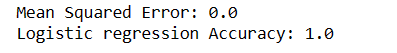 Mean Squared Error: 0.0
Logistic regression Accuracy: 1.0